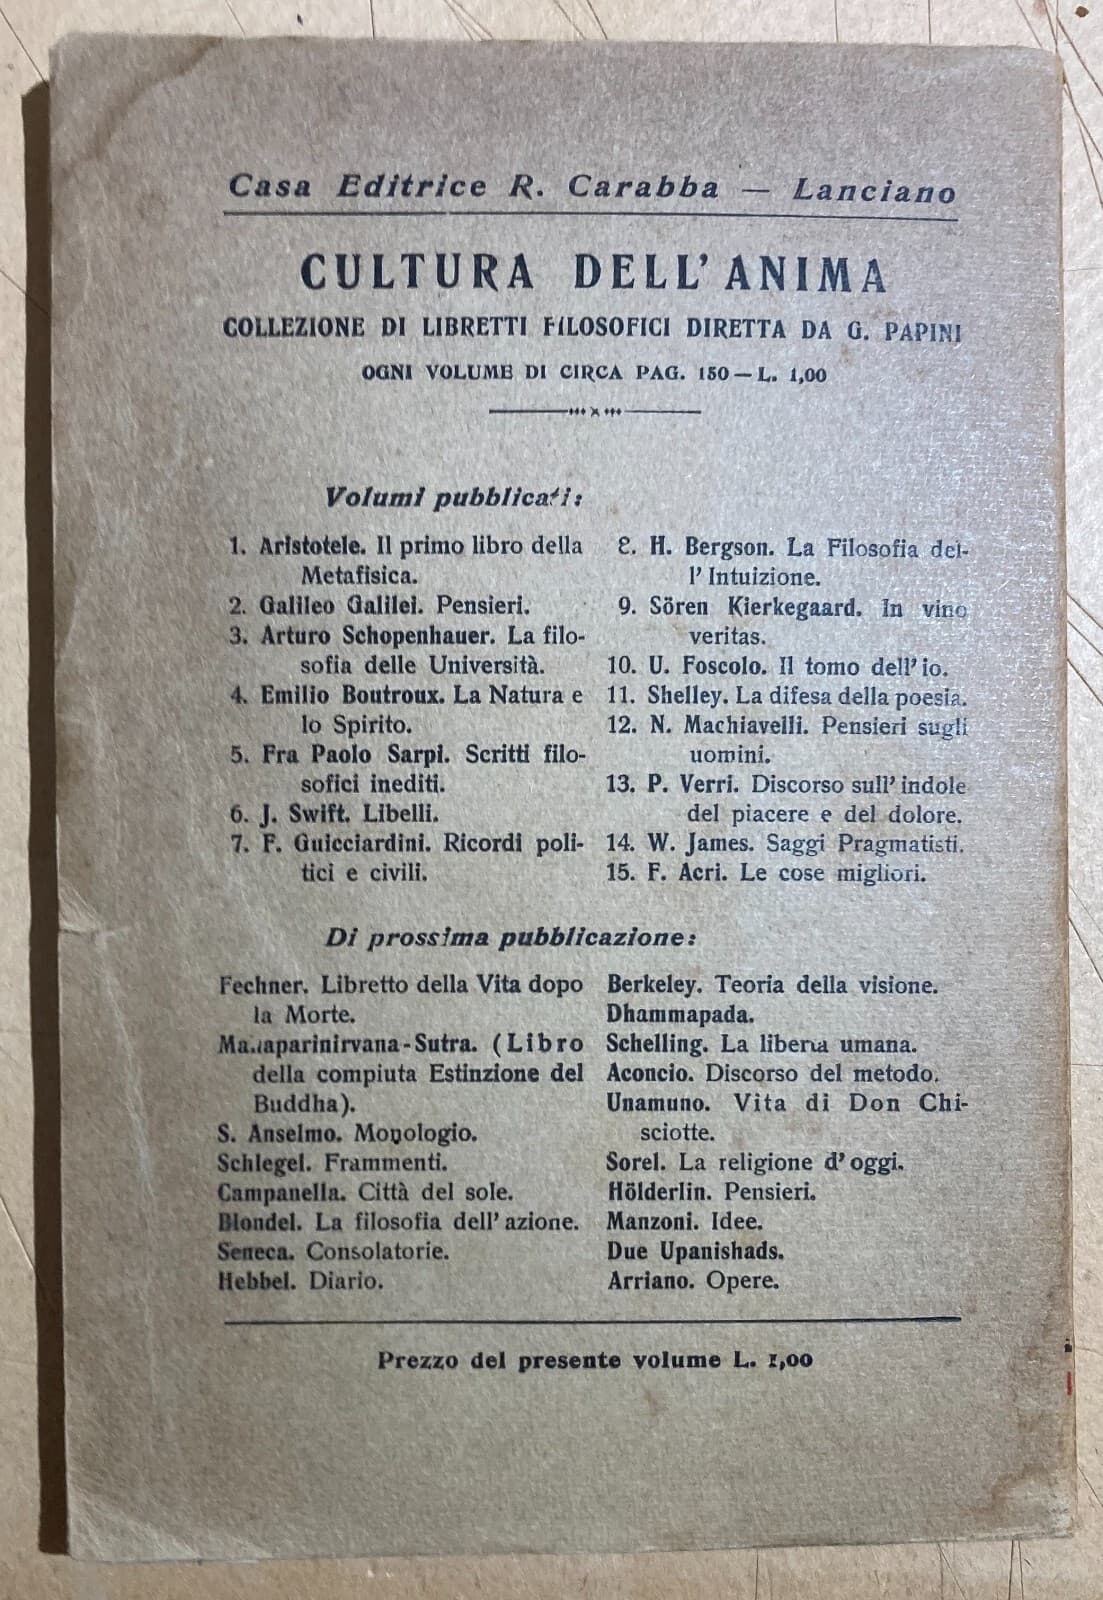 Casa Editrice R. Carabba — Lanciano
CULTURA DELL' ANIMA
COLLEZIONE DI LIBRETTI FILOSOFICI DIRETTA DA G. PAPINI
OGNI VOLUME DI CIRCA PAG. 150 — L. 1,00
Volumi pubblicati:
1. Aristotele. Il primo libro della
Metafisica.
2. Galileo Galilei. Pensieri.
3. Arturo Schopenhauer. La filo-
sofia delle Università.
4. Emilio Boutroux. La Natura e
lo Spirito.
5. Fra Paolo Sarpi. Scritti filo-
sofici inediti.
6. J. Swift. Libelli.
7. F. Guicciardini. Ricordi poli-
tici e civili.
8. H. Bergson. La Filosofia del-
l' Intuizione.
9. Sören Kierkegaard. In vino
veritas.
10. U. Foscolo. Il tomo dell' io.
11. Shelley. La difesa della poesia.
12. N. Machiavelli. Pensieri sugli
uomini.
13. P. Verri. Discorso sull' indole
del piacere e del dolore.
14. W. James. Saggi Pragmatisti.
15. F. Acri. Le cose migliori.
Di prossima pubblicazione:
Fechner. Libretto della Vita dopo
la Morte.
Mahaparinirvana-Sutra. (Libro
della compiuta Estinzione del
Buddha).
S. Anselmo. Monologio.
Schlegel. Frammenti.
Campanella. Città del sole.
Blondel. La filosofia dell' azione.
Seneca. Consolatorie.
Hebbel. Diario.
Berkeley. Teoria della visione.
Dhammapada.
Schelling. La libertà umana.
Aconcio. Discorso del metodo.
Unamuno. Vita di Don Chi-
sciotte.
Sorel. La religione d' oggi.
Hölderlin. Pensieri.
Manzoni. Idee.
Due Upanishads.
Arriano. Opere.
Prezzo del presente volume L. 1,00